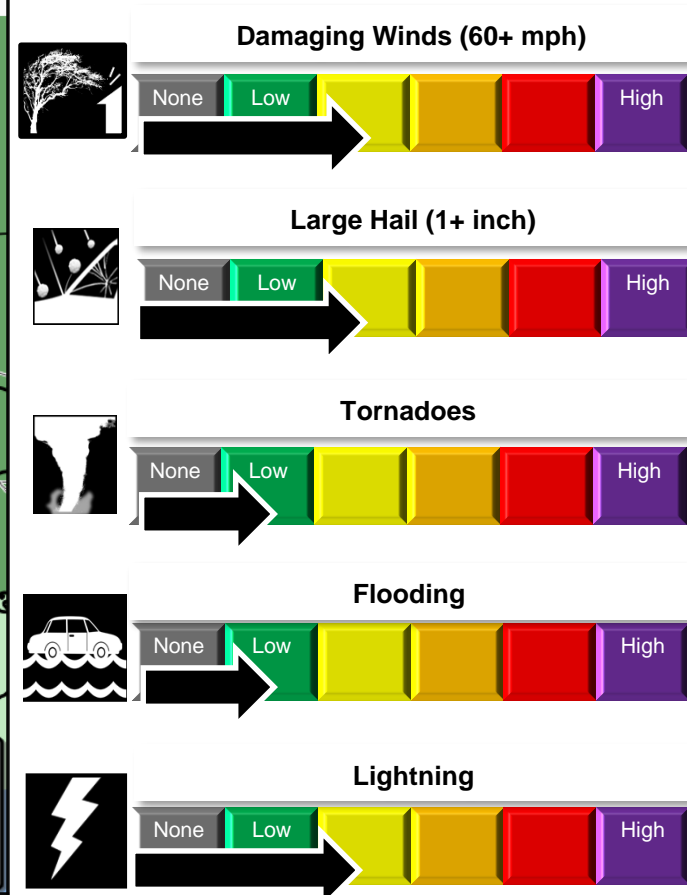 Damaging Winds (60+ mph)
None Low High
Large Hail (1+ inch)
None Low High
Tornadoes
None Low High
Flooding
None Low High
Lightning
None Low High